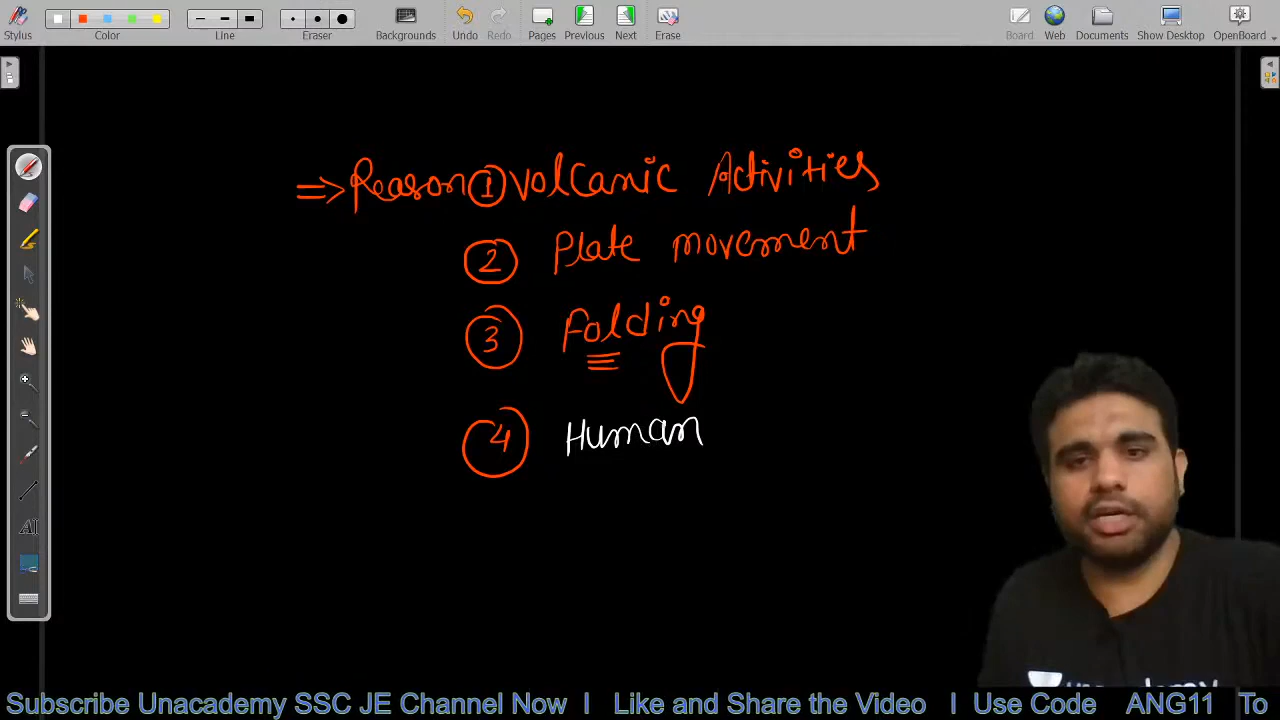 Stylus
Color
Line
Eraser
Backgrounds
Undo
Redo
Pages
Previous
Next
Erase
Board
Web
Documents
Show Desktop
OpenBoard
⇒ Reason ① Volcanic Activities
② Plate movement
③ Folding
④ Human
Subscribe Unacademy SSC JE Channel Now I Like and Share the Video I Use Code ANG11 To